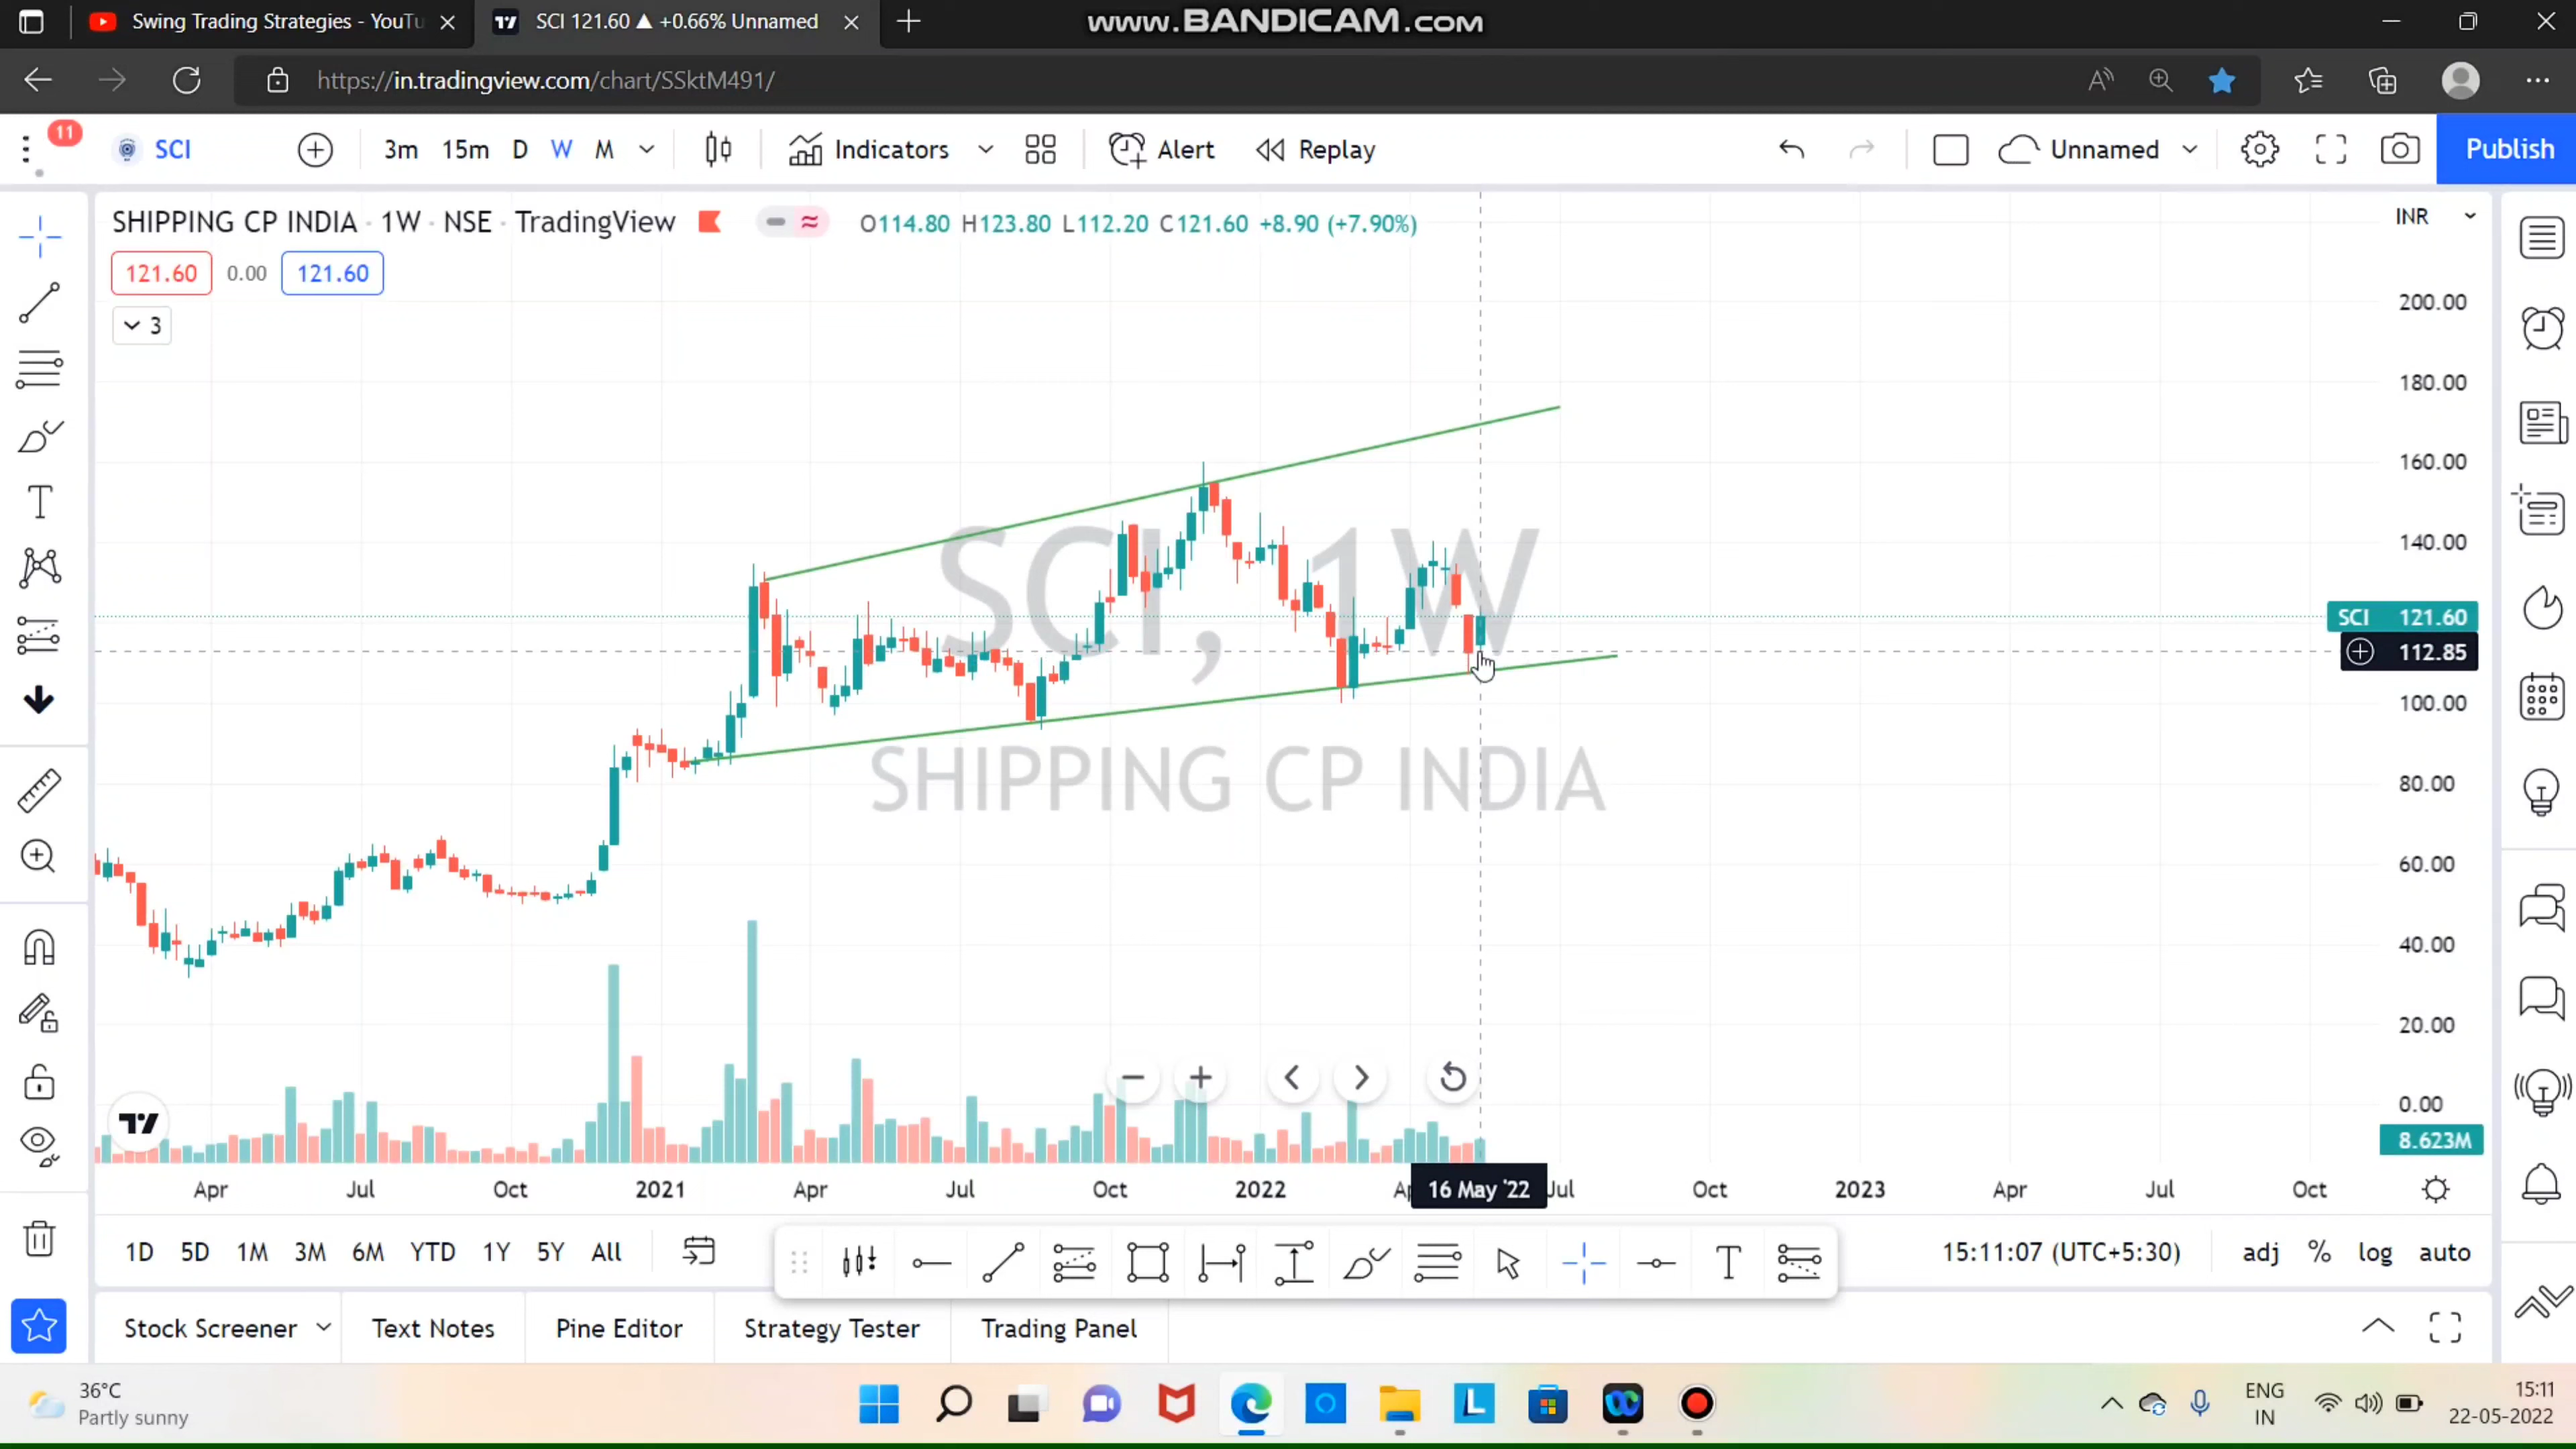 Swing Trading Strategies - YouTu
SCI 121.60 ▲ +0.66% Unnamed
www.BANDICAM.com
https://in.tradingview.com/chart/SSktM491/
11
SCI
3m 15m D W M
Indicators
Alert
Replay
Unnamed
Publish
SHIPPING CP INDIA · 1W · NSE · TradingView
O114.80 H123.80 L112.20 C121.60 +8.90 (+7.90%)
INR
121.60 0.00 121.60
3
200.00
180.00
160.00
140.00
SCI 121.60
112.85
100.00
80.00
60.00
40.00
20.00
0.00
8.623M
SCI, 1W
SHIPPING CP INDIA
Apr Jul Oct 2021 Apr Jul Oct 2022 16 May '22 Jul Oct 2023 Apr Jul Oct
1D 5D 1M 3M 6M YTD 1Y 5Y All
15:11:07 (UTC+5:30)
adj % log auto
Stock Screener
Text Notes
Pine Editor
Strategy Tester
Trading Panel
36°C
Partly sunny
ENG
IN
15:11
22-05-2022